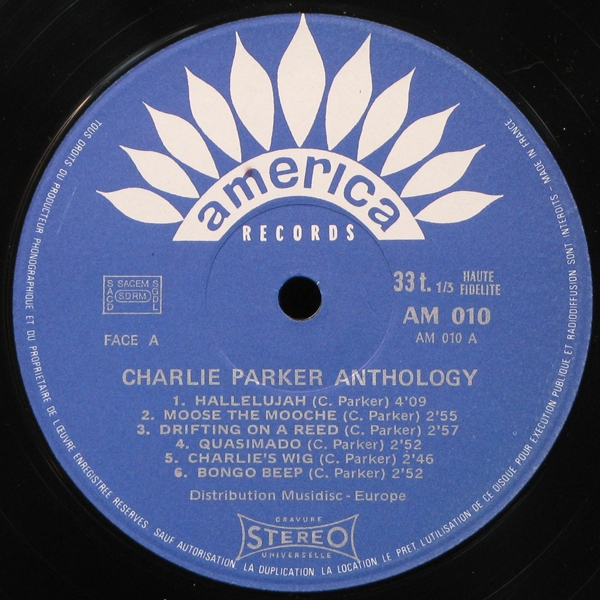 america
RECORDS
SACEM
SACD
SDRM
SGDL
33 t. 1/3 HAUTE FIDELITE
AM 010
AM 010 A
FACE A
CHARLIE PARKER ANTHOLOGY
1. HALLELUJAH (C. Parker) 4'09
2. MOOSE THE MOOCHE (C. Parker) 2'55
3. DRIFTING ON A REED (C. Parker) 2'57
4. QUASIMADO (C. Parker) 2'52
5. CHARLIE'S WIG (C. Parker) 2'46
6. BONGO BEEP (C. Parker) 2'52
Distribution Musidisc - Europe
GRAVURE
STEREO
UNIVERSELLE
TOUS DROITS DU PRODUCTEUR PHONOGRAPHIQUE ET DU PROPRIETAIRE DE L'ŒUVRE ENREGISTREE RESERVES. SAUF AUTORISATION LA DUPLICATION, LA LOCATION, LE PRET, L'UTILISATION DE CE DISQUE POUR EXECUTION PUBLIQUE ET RADIODIFFUSION SONT INTERDITS - MADE IN FRANCE